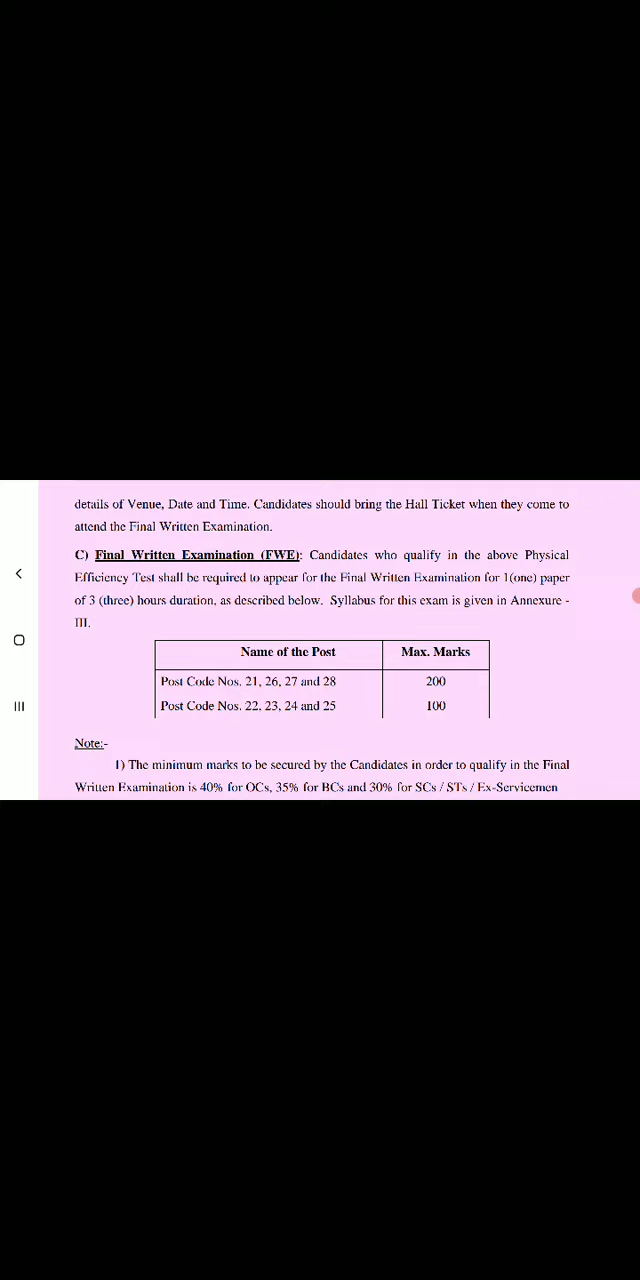 details of Venue, Date and Time. Candidates should bring the Hall Ticket when they come to
attend the Final Written Examination.
C) Final Written Examination (FWE): Candidates who qualify in the above Physical
Efficiency Test shall be required to appear for the Final Written Examination for 1(one) paper
of 3 (three) hours duration, as described below. Syllabus for this exam is given in Annexure -
III.
Name of the Post Max. Marks
Post Code Nos. 21, 26, 27 and 28 200
Post Code Nos. 22, 23, 24 and 25 100
Note:-
1) The minimum marks to be secured by the Candidates in order to qualify in the Final
Written Examination is 40% for OCs, 35% for BCs and 30% for SCs / STs / Ex-Servicemen